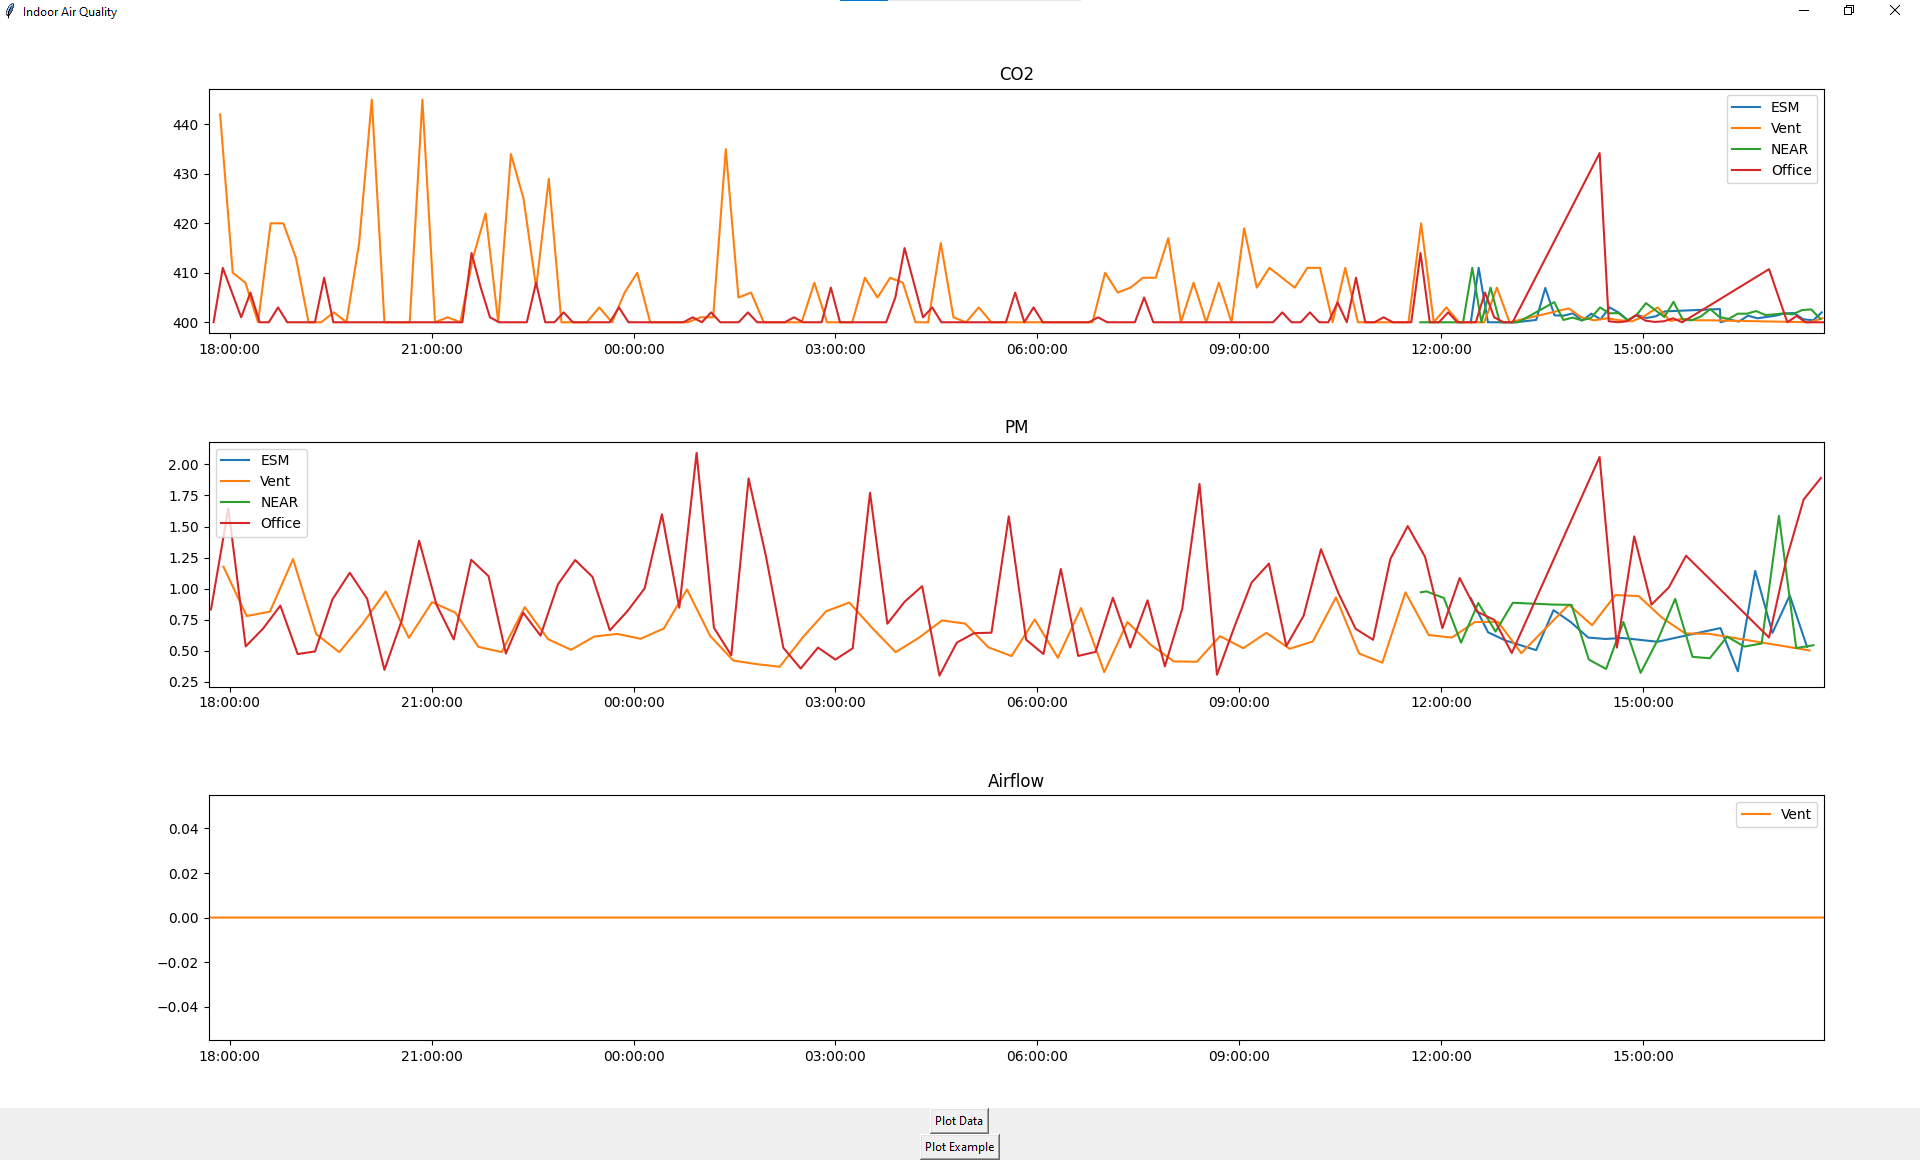 Indoor Air Quality
CO2
440
430
420
410
400
ESM
Vent
NEAR
Office
18:00:00 21:00:00 00:00:00 03:00:00 06:00:00 09:00:00 12:00:00 15:00:00
PM
2.00
1.75
1.50
1.25
1.00
0.75
0.50
0.25
ESM
Vent
NEAR
Office
18:00:00 21:00:00 00:00:00 03:00:00 06:00:00 09:00:00 12:00:00 15:00:00
Airflow
0.04
0.02
0.00
−0.02
−0.04
Vent
18:00:00 21:00:00 00:00:00 03:00:00 06:00:00 09:00:00 12:00:00 15:00:00
Plot Data
Plot Example